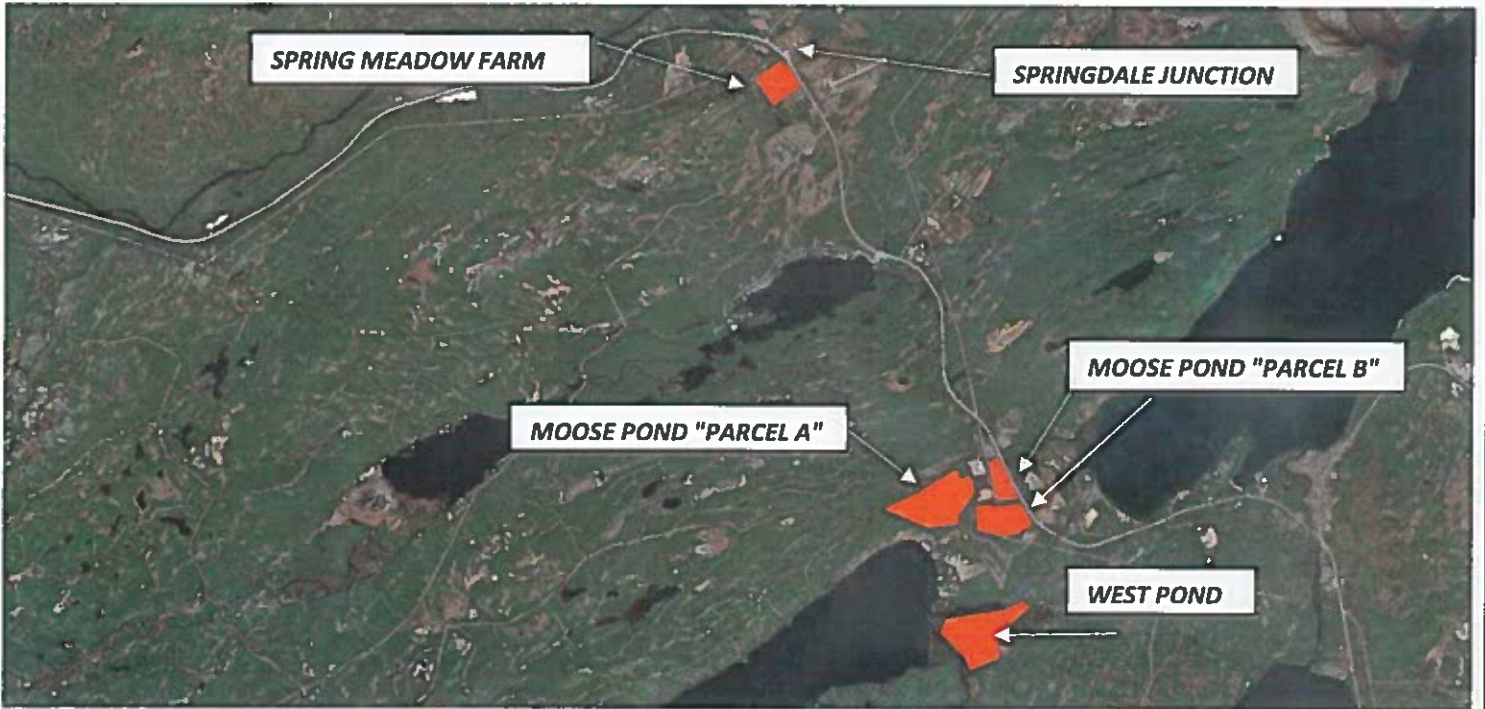 SPRING MEADOW FARM
SPRINGDALE JUNCTION
MOOSE POND "PARCEL B"
MOOSE POND "PARCEL A"
WEST POND